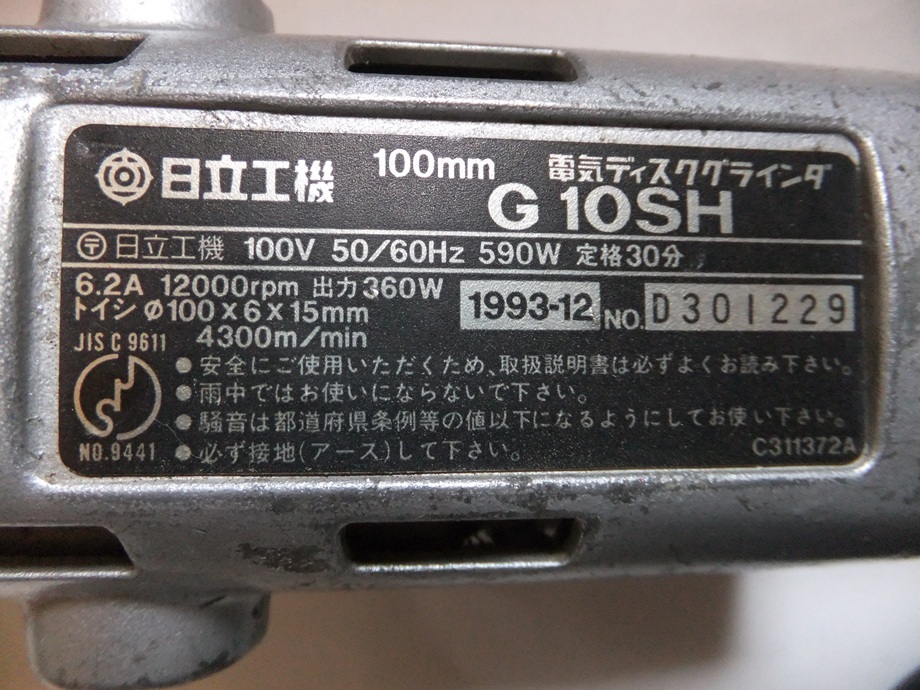 日立工機 100mm 電気ディスクグラインダ
G 10SH
〒 日立工機 100V 50/60Hz 590W 定格30分
6.2A 12000rpm 出力360W
トイシ φ100×6×15mm
4300m/min
1993-12 NO. D301229
JIS C 9611
NO.9441
● 安全にご使用いただくため、取扱説明書は必ずよくお読み下さい。
● 雨中ではお使いにならないで下さい。
● 騒音は都道府県条例等の値以下になるようにしてお使い下さい。
● 必ず接地(アース)して下さい。
C311372A